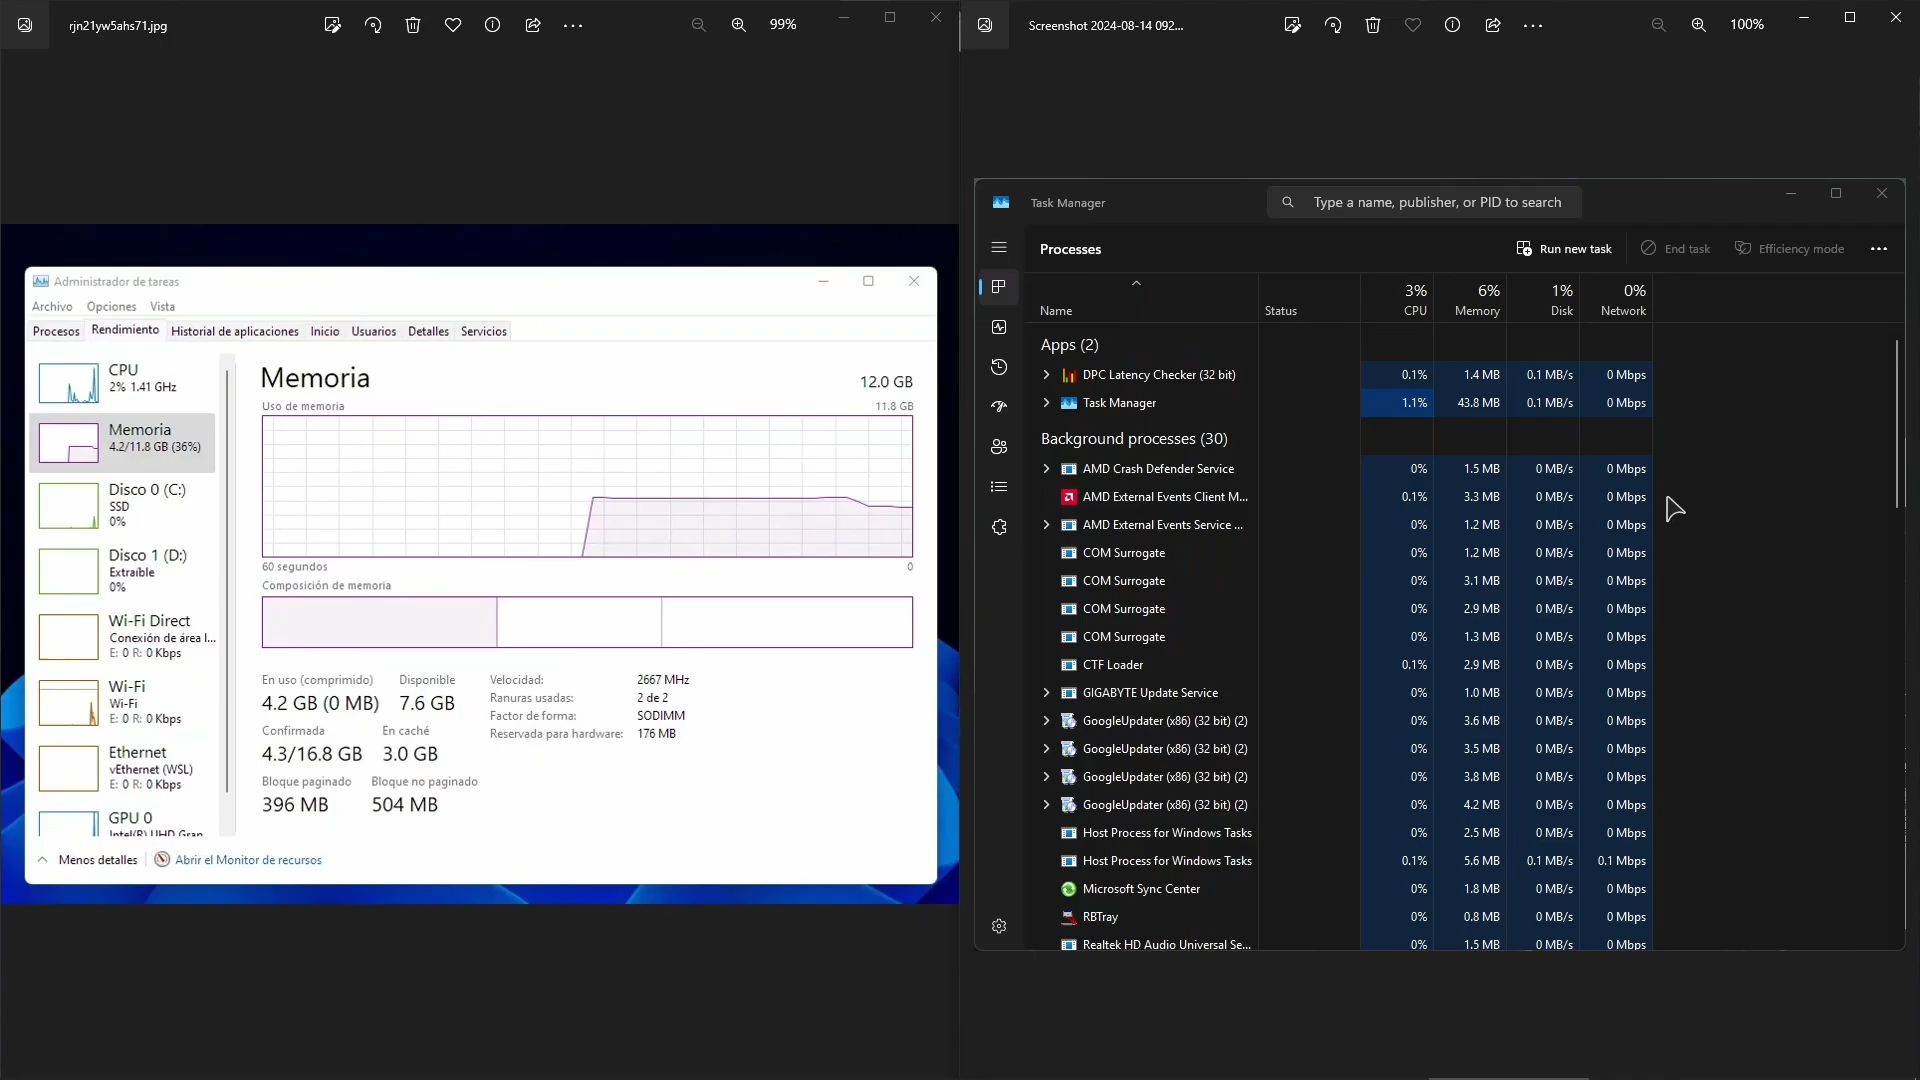 rjn21yw5ahs71.jpg
99%
Administrador de tareas
Archivo Opciones Vista
Procesos Rendimiento Historial de aplicaciones Inicio Usuarios Detalles Servicios
CPU
2% 1.41 GHz
Memoria
4.2/11.8 GB (36%)
Disco 0 (C:)
SSD
0%
Disco 1 (D:)
Extraíble
0%
Wi-Fi Direct
Conexión de área l...
E: 0 R: 0 Kbps
Wi-Fi
Wi-Fi
E: 0 R: 0 Kbps
Ethernet
vEthernet (WSL)
E: 0 R: 0 Kbps
GPU 0
Intel(R) UHD Gran
Memoria 12.0 GB
Uso de memoria 11.8 GB
60 segundos 0
Composición de memoria
En uso (comprimido) Disponible
4.2 GB (0 MB) 7.6 GB
Confirmada En caché
4.3/16.8 GB 3.0 GB
Bloque paginado Bloque no paginado
396 MB 504 MB
Velocidad: 2667 MHz
Ranuras usadas: 2 de 2
Factor de forma: SODIMM
Reservada para hardware: 176 MB
Menos detalles Abrir el Monitor de recursos
Screenshot 2024-08-14 092...
100%
Task Manager Type a name, publisher, or PID to search
Processes Run new task End task Efficiency mode
3% 6% 1% 0%
Name Status CPU Memory Disk Network
Apps (2)
DPC Latency Checker (32 bit) 0.1% 1.4 MB 0.1 MB/s 0 Mbps
Task Manager 1.1% 43.8 MB 0.1 MB/s 0 Mbps
Background processes (30)
AMD Crash Defender Service 0% 1.5 MB 0 MB/s 0 Mbps
AMD External Events Client M... 0.1% 3.3 MB 0 MB/s 0 Mbps
AMD External Events Service ... 0% 1.2 MB 0 MB/s 0 Mbps
COM Surrogate 0% 1.2 MB 0 MB/s 0 Mbps
COM Surrogate 0% 3.1 MB 0 MB/s 0 Mbps
COM Surrogate 0% 2.9 MB 0 MB/s 0 Mbps
COM Surrogate 0% 1.3 MB 0 MB/s 0 Mbps
CTF Loader 0.1% 2.9 MB 0 MB/s 0 Mbps
GIGABYTE Update Service 0% 1.0 MB 0 MB/s 0 Mbps
GoogleUpdater (x86) (32 bit) (2) 0% 3.6 MB 0 MB/s 0 Mbps
GoogleUpdater (x86) (32 bit) (2) 0% 3.5 MB 0 MB/s 0 Mbps
GoogleUpdater (x86) (32 bit) (2) 0% 3.8 MB 0 MB/s 0 Mbps
GoogleUpdater (x86) (32 bit) (2) 0% 4.2 MB 0 MB/s 0 Mbps
Host Process for Windows Tasks 0% 2.5 MB 0 MB/s 0 Mbps
Host Process for Windows Tasks 0.1% 5.6 MB 0.1 MB/s 0.1 Mbps
Microsoft Sync Center 0% 1.8 MB 0 MB/s 0 Mbps
RBTray 0% 0.8 MB 0 MB/s 0 Mbps
Realtek HD Audio Universal Se... 0% 1.5 MB 0 MB/s 0 Mbps